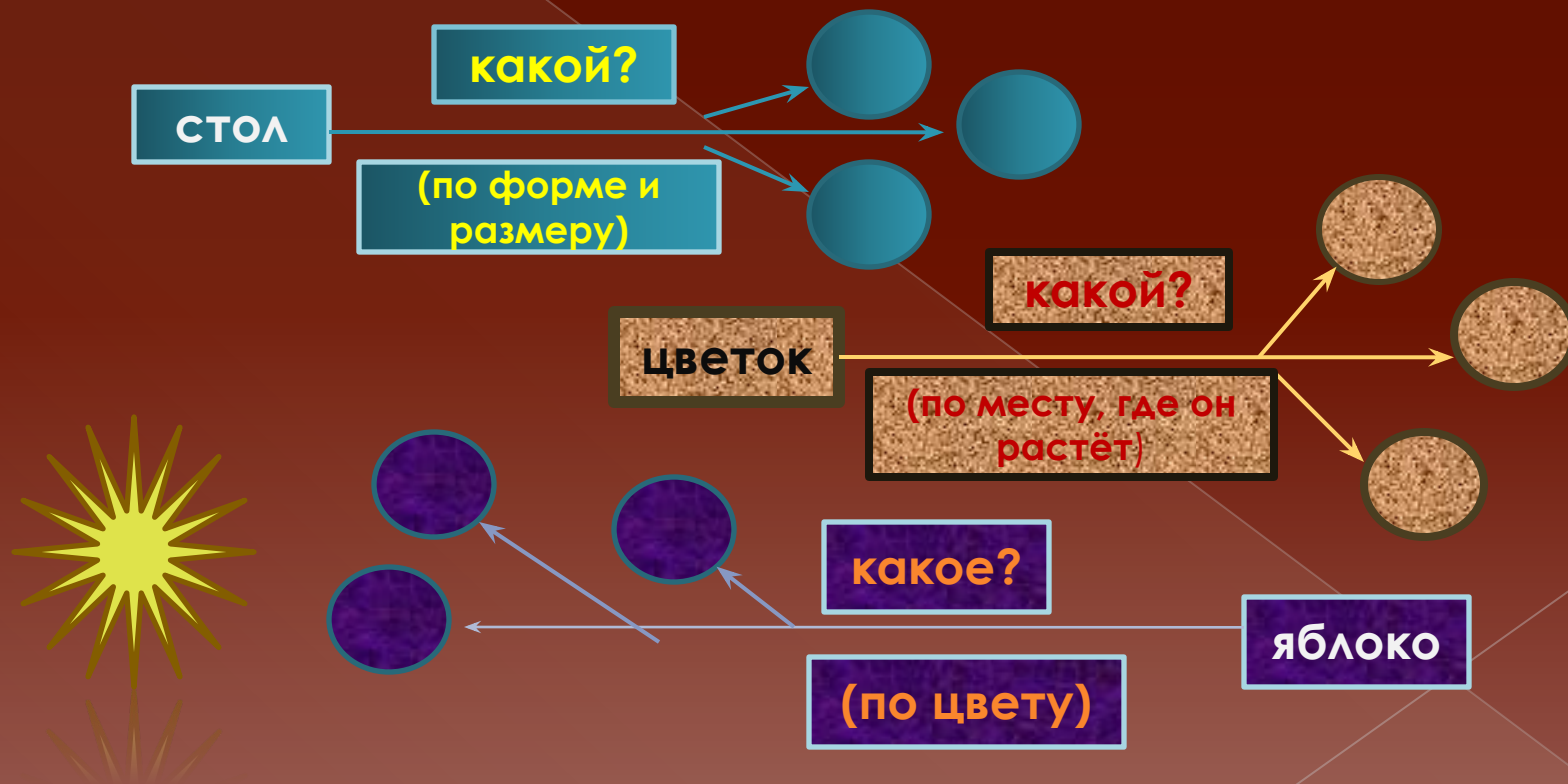 какой?
стол
(по форме и
размеру)
какой?
цветок
(по месту, где он
растёт)
какое?
яблоко
(по цвету)